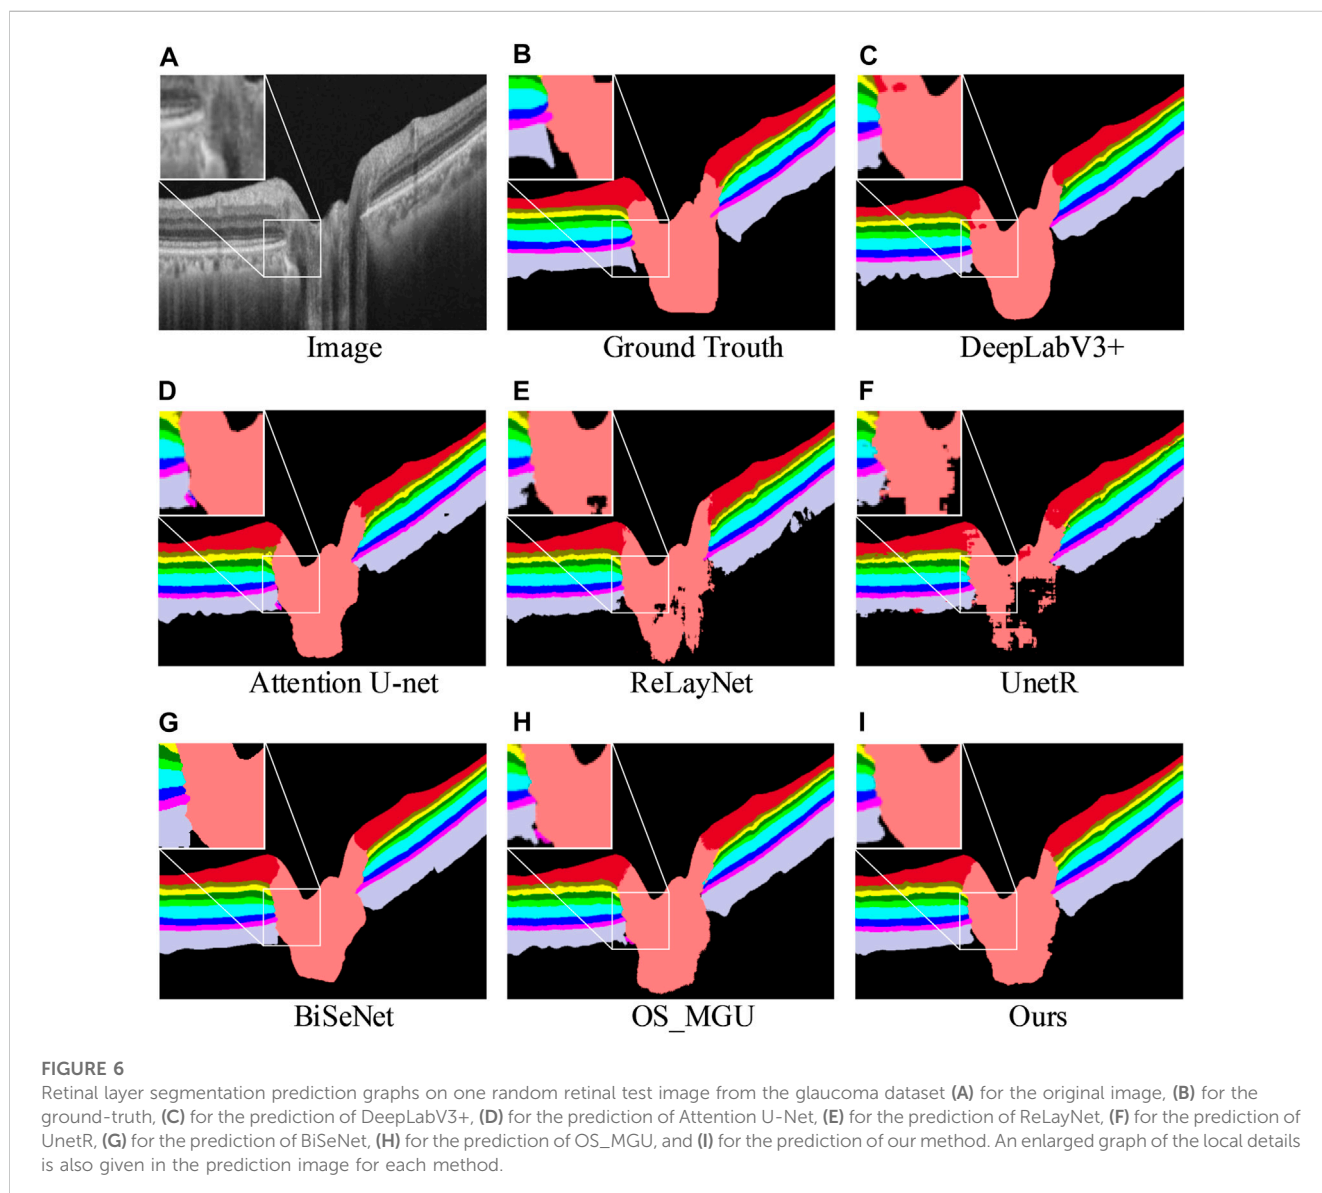 A
B
C
Image
Ground Trouth
DeepLabV3+
D
E
F
Attention U-net
ReLayNet
UnetR
G
H
I
BiSeNet
OS_MGU
Ours
FIGURE 6
Retinal layer segmentation prediction graphs on one random retinal test image from the glaucoma dataset (A) for the original image, (B) for the
ground-truth, (C) for the prediction of DeepLabV3+, (D) for the prediction of Attention U-Net, (E) for the prediction of ReLayNet, (F) for the prediction of
UnetR, (G) for the prediction of BiSeNet, (H) for the prediction of OS_MGU, and (I) for the prediction of our method. An enlarged graph of the local details
is also given in the prediction image for each method.